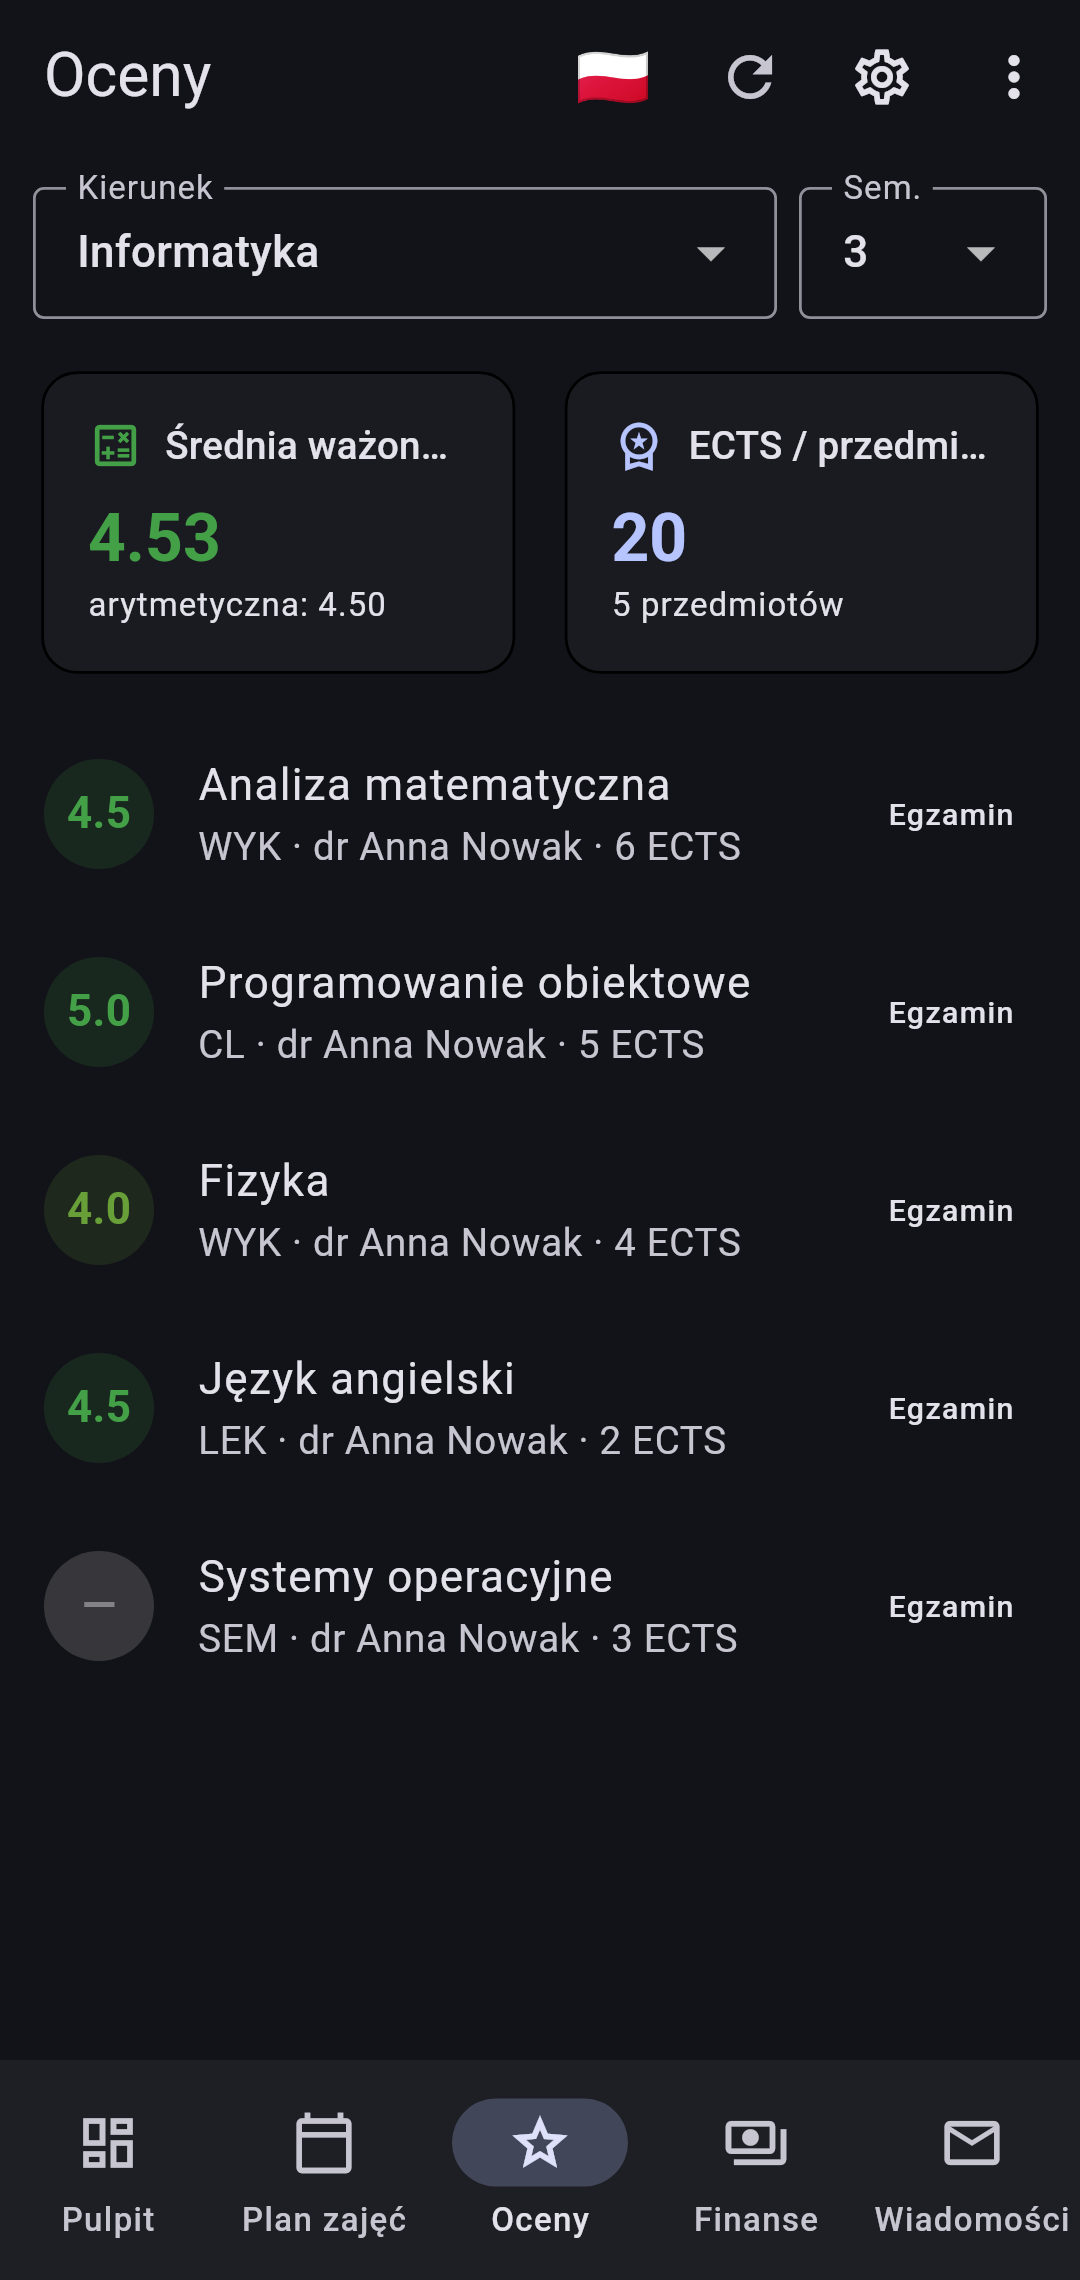 Oceny
Kierunek
Sem.
Informatyka
3
Średnia ważon…
ECTS / przedmi…
4.53
20
arytmetyczna: 4.50
5 przedmiotów
4.5
Analiza matematyczna
WYK · dr Anna Nowak · 6 ECTS
Egzamin
5.0
Programowanie obiektowe
CL · dr Anna Nowak · 5 ECTS
Egzamin
4.0
Fizyka
WYK · dr Anna Nowak · 4 ECTS
Egzamin
4.5
Język angielski
LEK · dr Anna Nowak · 2 ECTS
Egzamin
–
Systemy operacyjne
SEM · dr Anna Nowak · 3 ECTS
Egzamin
Pulpit
Plan zajęć
Oceny
Finanse
Wiadomości